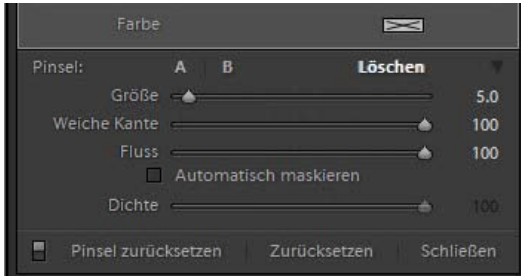 Farbe
Pinsel: A B Löschen
Größe 5.0
Weiche Kante 100
Fluss 100
Automatisch maskieren
Dichte 100
Pinsel zurücksetzen Zurücksetzen Schließen